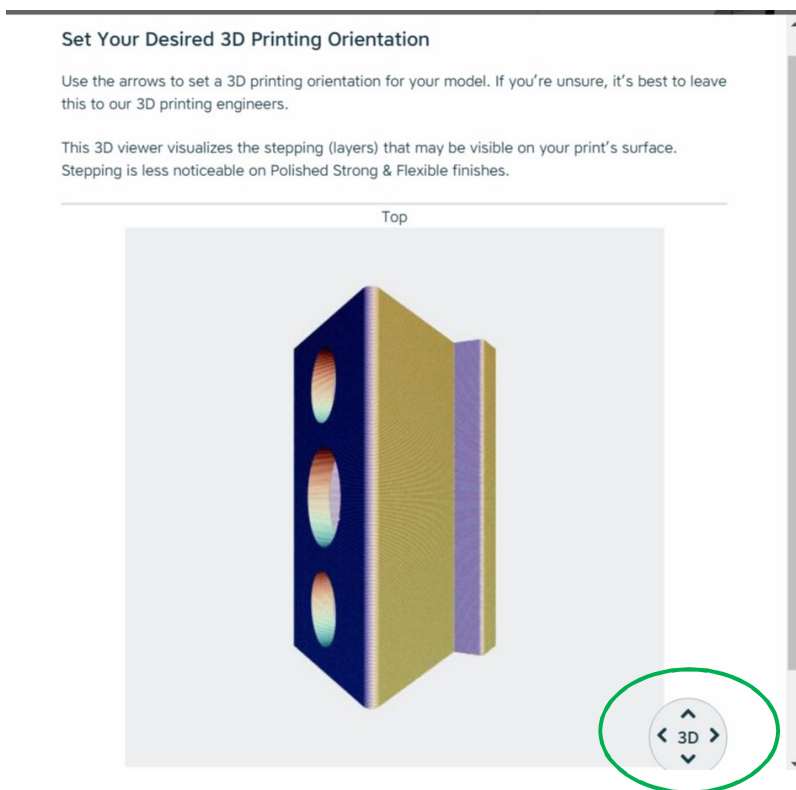 Set Your Desired 3D Printing Orientation
Use the arrows to set a 3D printing orientation for your model. If you're unsure, it's best to leave
this to our 3D printing engineers.
This 3D viewer visualizes the stepping (layers) that may be visible on your print's surface.
Stepping is less noticeable on Polished Strong & Flexible finishes.
Top
3D